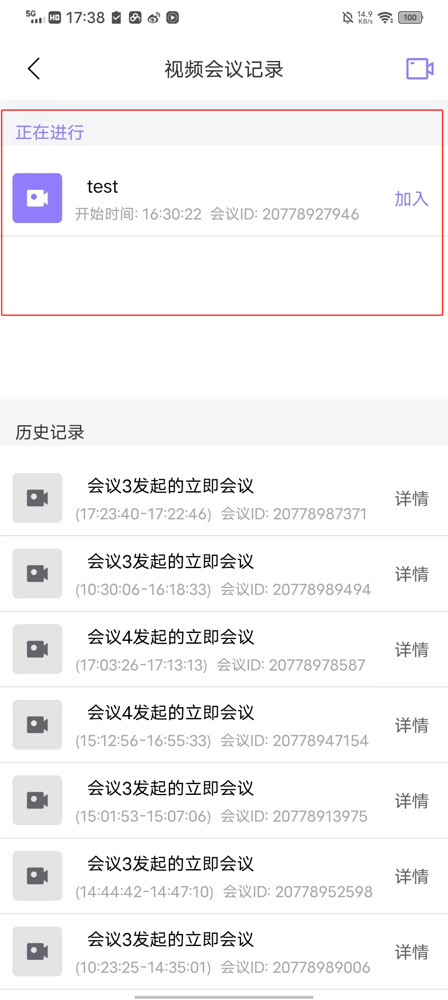 5G HD 17:38 14.9 KB/s 100
视频会议记录
正在进行
test
开始时间: 16:30:22 会议ID: 20778927946
加入
历史记录
会议3发起的立即会议
(17:23:40-17:22:46) 会议ID: 20778987371
详情
会议3发起的立即会议
(10:30:06-16:18:33) 会议ID: 20778989494
详情
会议4发起的立即会议
(17:03:26-17:13:13) 会议ID: 20778978587
详情
会议4发起的立即会议
(15:12:56-16:55:33) 会议ID: 20778947154
详情
会议3发起的立即会议
(15:01:53-15:07:06) 会议ID: 20778913975
详情
会议3发起的立即会议
(14:44:42-14:47:10) 会议ID: 20778952598
详情
会议3发起的立即会议
(10:23:25-14:35:01) 会议ID: 20778989006
详情